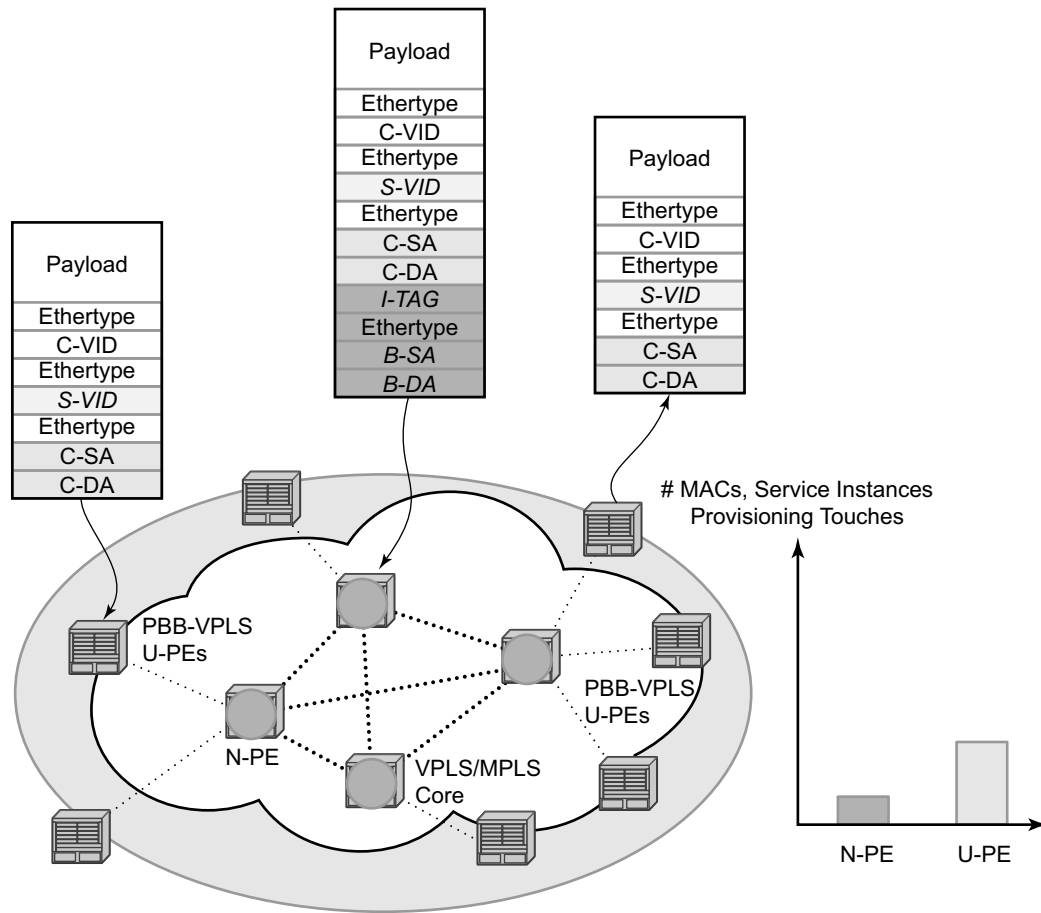 Payload
Ethertype
C-VID
Ethertype
S-VID
Ethertype
C-SA
C-DA
Payload
Ethertype
C-VID
Ethertype
S-VID
Ethertype
C-SA
C-DA
I-TAG
Ethertype
B-SA
B-DA
Payload
Ethertype
C-VID
Ethertype
S-VID
Ethertype
C-SA
C-DA
PBB-VPLS
U-PEs
N-PE
VPLS/MPLS
Core
PBB-VPLS
U-PEs
# MACs, Service Instances
Provisioning Touches
N-PE
U-PE